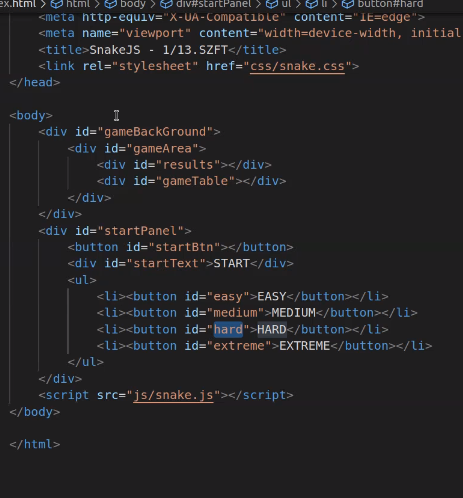 ex.html > html > body > div#startPanel > ul > li > button#hard
<meta http-equiv="X-UA-Compatible" content="IE=edge">
<meta name="viewport" content="width=device-width, initial
<title>SnakeJS - 1/13.SZFT</title>
<link rel="stylesheet" href="css/snake.css">
</head>
<body>
<div id="gameBackGround">
<div id="gameArea">
<div id="results"></div>
<div id="gameTable"></div>
</div>
</div>
<div id="startPanel">
<button id="startBtn"></button>
<div id="startText">START</div>
<ul>
<li><button id="easy">EASY</button></li>
<li><button id="medium">MEDIUM</button></li>
<li><button id="hard">HARD</button></li>
<li><button id="extreme">EXTREME</button></li>
</ul>
</div>
<script src="js/snake.js"></script>
</body>
</html>